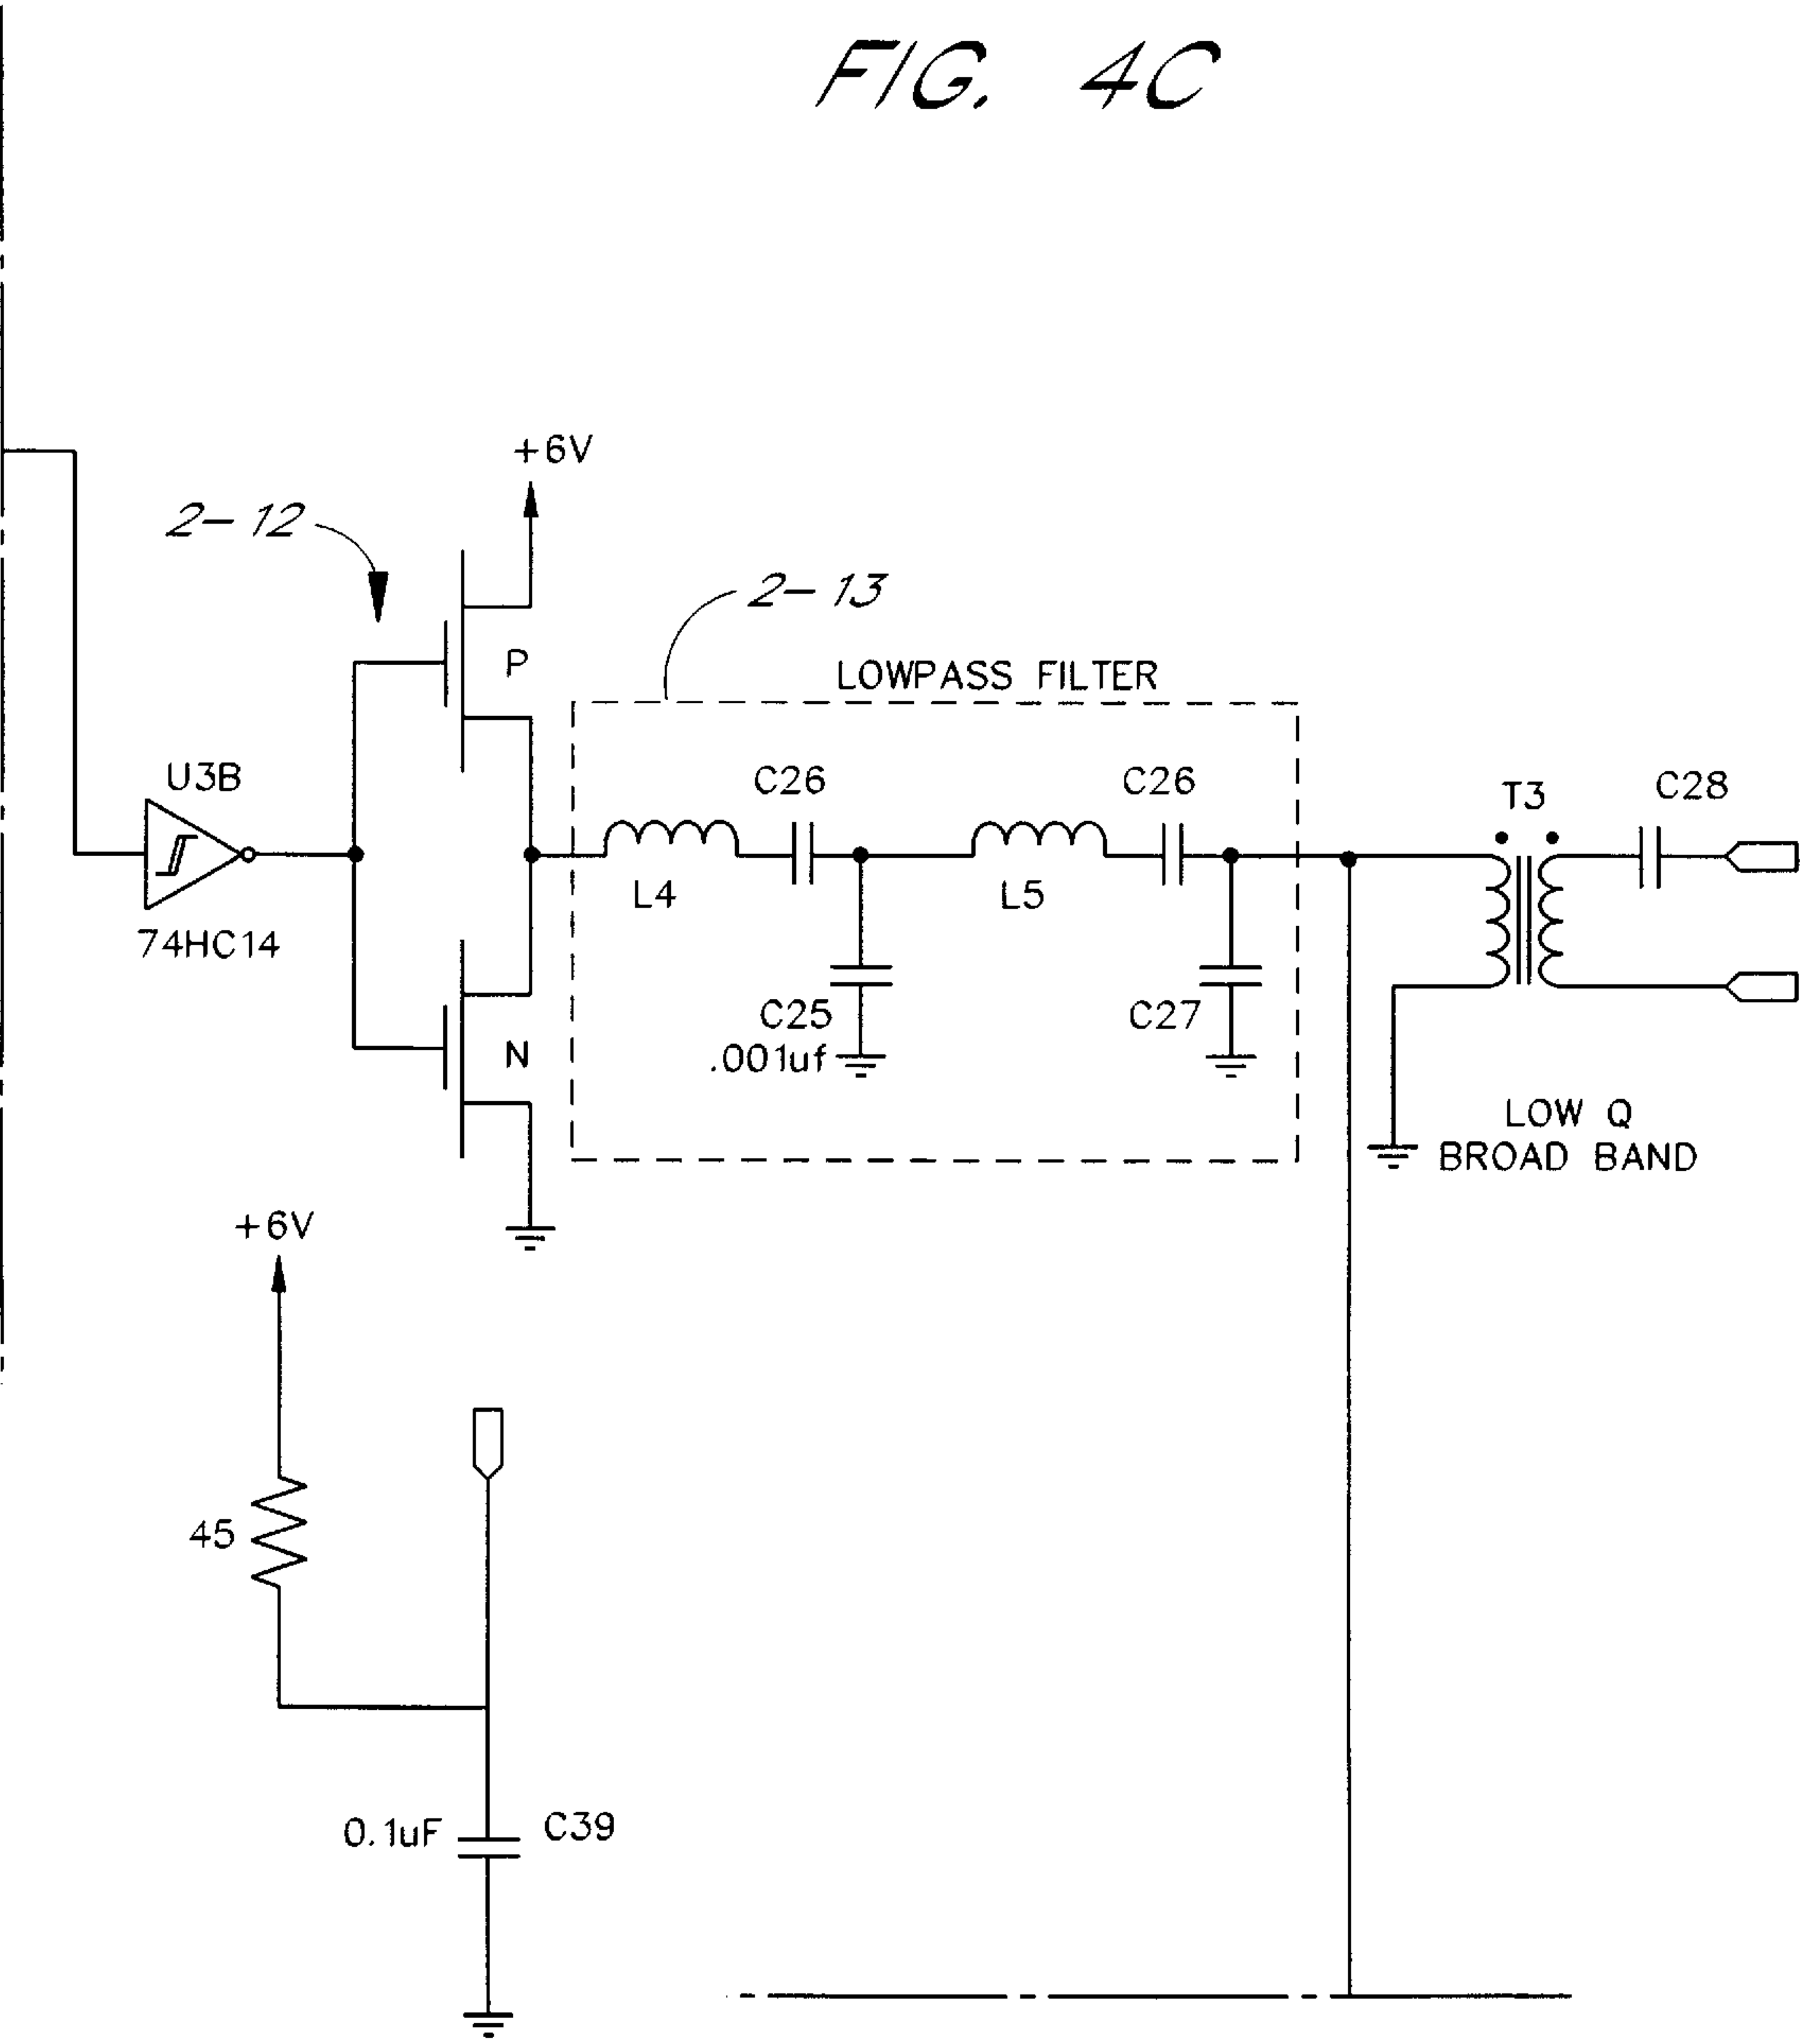 FIG. 4C
+6V
2-12
2-13
P
LOWPASS FILTER
U3B
C26
C26
T3
C28
L4
L5
74HC14
C25
.001uf
C27
N
LOW Q
BROAD BAND
+6V
45
0.1uF
C39